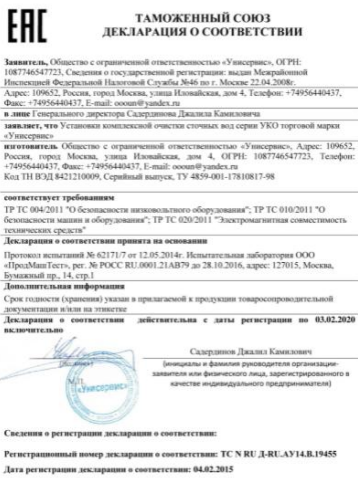 ЕАС
ТАМОЖЕННЫЙ СОЮЗ
ДЕКЛАРАЦИЯ О СООТВЕТСТВИИ
Заявитель, Общество с ограниченной ответственностью «Унисервис», ОГРН:
1087746547723, Сведения о государственной регистрации: выдан Межрайонной
Инспекцией Федеральной Налоговой Службы №46 по г. Москве 22.04.2008г.
Адрес: 109652, Россия, город Москва, улица Иловайская, дом 4, Телефон: +74956440437,
Факс: +74956440437, E-mail: oooun@yandex.ru
в лице Генерального директора Садердинова Джалила Камиловича
заявляет, что Установки комплексной очистки сточных вод серии УКО торговой марки
«Унисервис»
изготовитель Общество с ограниченной ответственностью «Унисервис», Адрес: 109652,
Россия, город Москва, улица Иловайская, дом 4, ОГРН: 1087746547723, Телефон:
+74956440437, Факс: +74956440437, E-mail: oooun@yandex.ru
Код ТН ВЭД 8421210009, Серийный выпуск, ТУ 4859-001-17810817-98
соответствует требованиям
ТР ТС 004/2011 "О безопасности низковольтного оборудования"; ТР ТС 010/2011 "О
безопасности машин и оборудования"; ТР ТС 020/2011 "Электромагнитная совместимость
технических средств"
Декларация о соответствии принята на основании
Протокол испытаний № 62171/7 от 12.05.2014г. Испытательная лаборатория ООО
«ПродМашТест», рег. № РОСС RU.0001.21АВ79 до 28.10.2016, адрес: 127015, Москва,
Бумажный пр., 14, стр.1
Дополнительная информация
Срок годности (хранения) указан в прилагаемой к продукции товаросопроводительной
документации и/или на этикетке
Декларация о соответствии действительна с даты регистрации по 03.02.2020
включительно
Садердинов Джалил Камилович
(инициалы и фамилия руководителя организации-
заявителя или физического лица, зарегистрированного в
качестве индивидуального предпринимателя)
М.П.
«Унисервис»
Сведения о регистрации декларации о соответствии:
Регистрационный номер декларации о соответствии: ТС N RU Д-RU.АУ14.В.19455
Дата регистрации декларации о соответствии: 04.02.2015